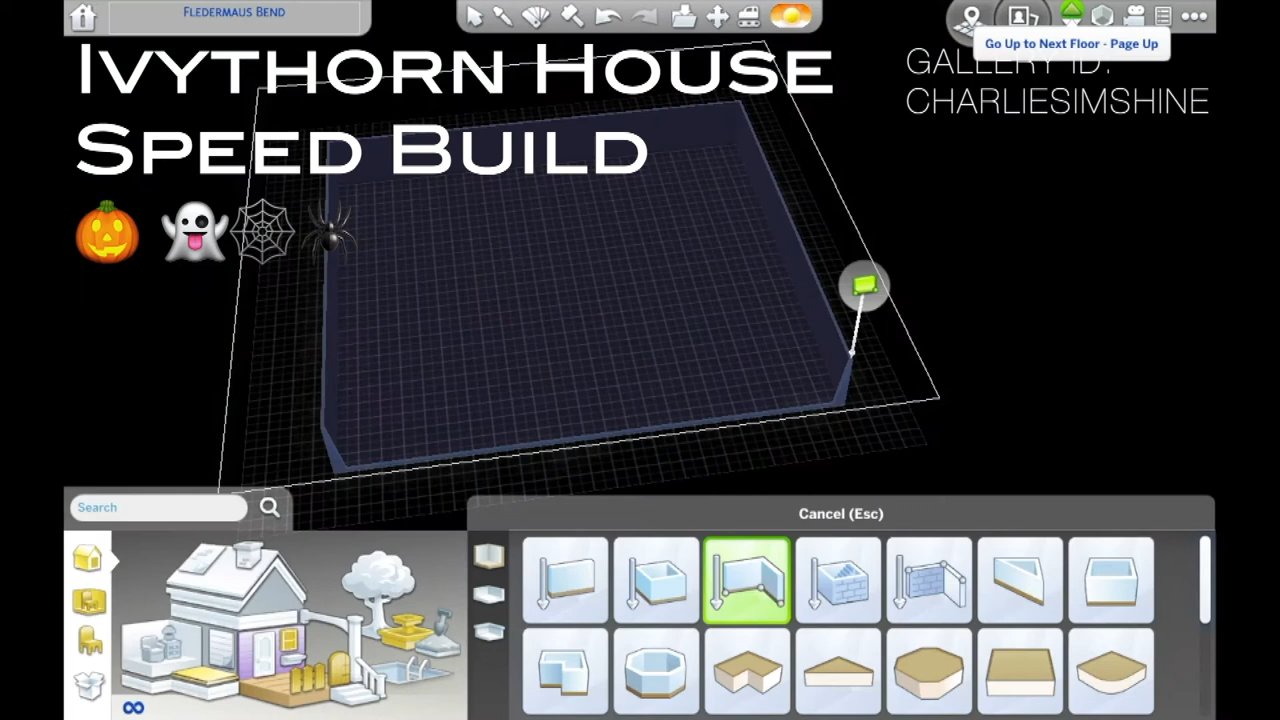 Fledermaus Bend
Go Up to Next Floor - Page Up
Ivythorn House
Speed Build
GALLERY ID:
CHARLIESIMSHINE
Search
Cancel (Esc)